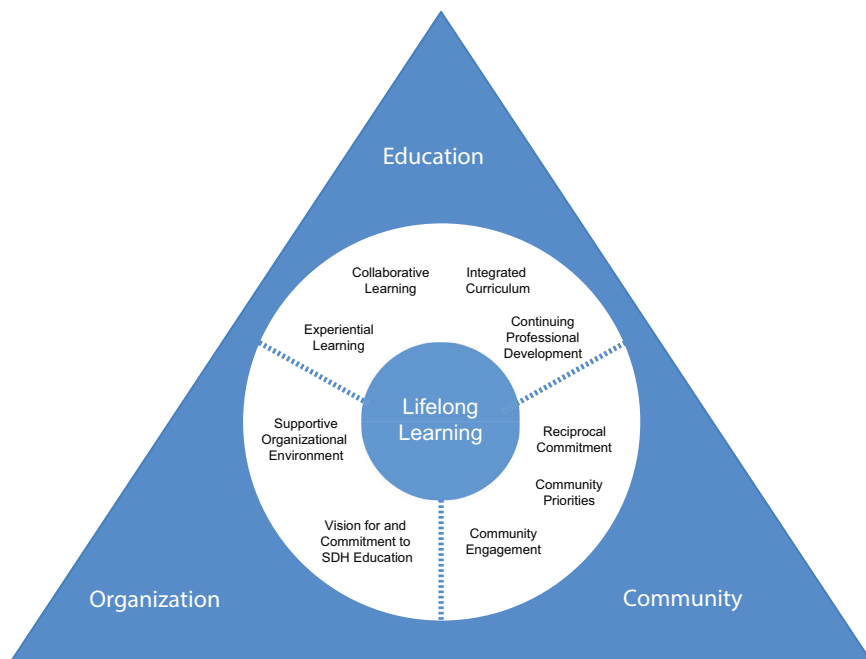 Education
Collaborative
Learning
Integrated
Curriculum
Experiential
Learning
Continuing
Professional
Development
Lifelong
Learning
Supportive
Organizational
Environment
Reciprocal
Commitment
Community
Priorities
Vision for and
Commitment to
SDH Education
Community
Engagement
Organization
Community